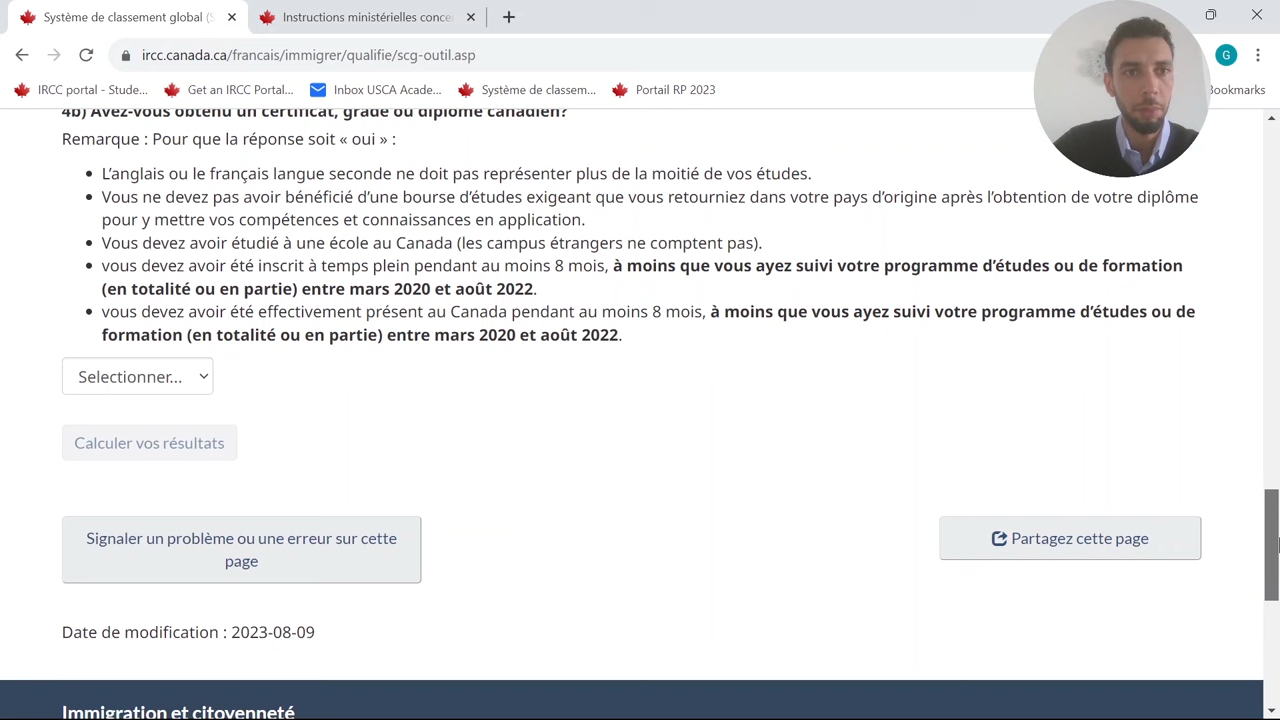 Système de classement global (S
Instructions ministérielles conce
ircc.canada.ca/francais/immigrer/qualifie/scg-outil.asp
G
IRCC portal - Stude...
Get an IRCC Portal...
Inbox USCA Acade...
Système de classem...
Portail RP 2023
Bookmarks
4b) Avez-vous obtenu un certificat, grade ou diplôme canadien?
Remarque : Pour que la réponse soit « oui » :
L’anglais ou le français langue seconde ne doit pas représenter plus de la moitié de vos études.
Vous ne devez pas avoir bénéficié d’une bourse d’études exigeant que vous retourniez dans votre pays d’origine après l’obtention de votre diplôme
pour y mettre vos compétences et connaissances en application.
Vous devez avoir étudié à une école au Canada (les campus étrangers ne comptent pas).
vous devez avoir été inscrit à temps plein pendant au moins 8 mois, à moins que vous ayez suivi votre programme d’études ou de formation
(en totalité ou en partie) entre mars 2020 et août 2022.
vous devez avoir été effectivement présent au Canada pendant au moins 8 mois, à moins que vous ayez suivi votre programme d’études ou de
formation (en totalité ou en partie) entre mars 2020 et août 2022.
Selectionner...
Calculer vos résultats
Signaler un problème ou une erreur sur cette
page
Partagez cette page
Date de modification : 2023-08-09
Immigration et citoyenneté